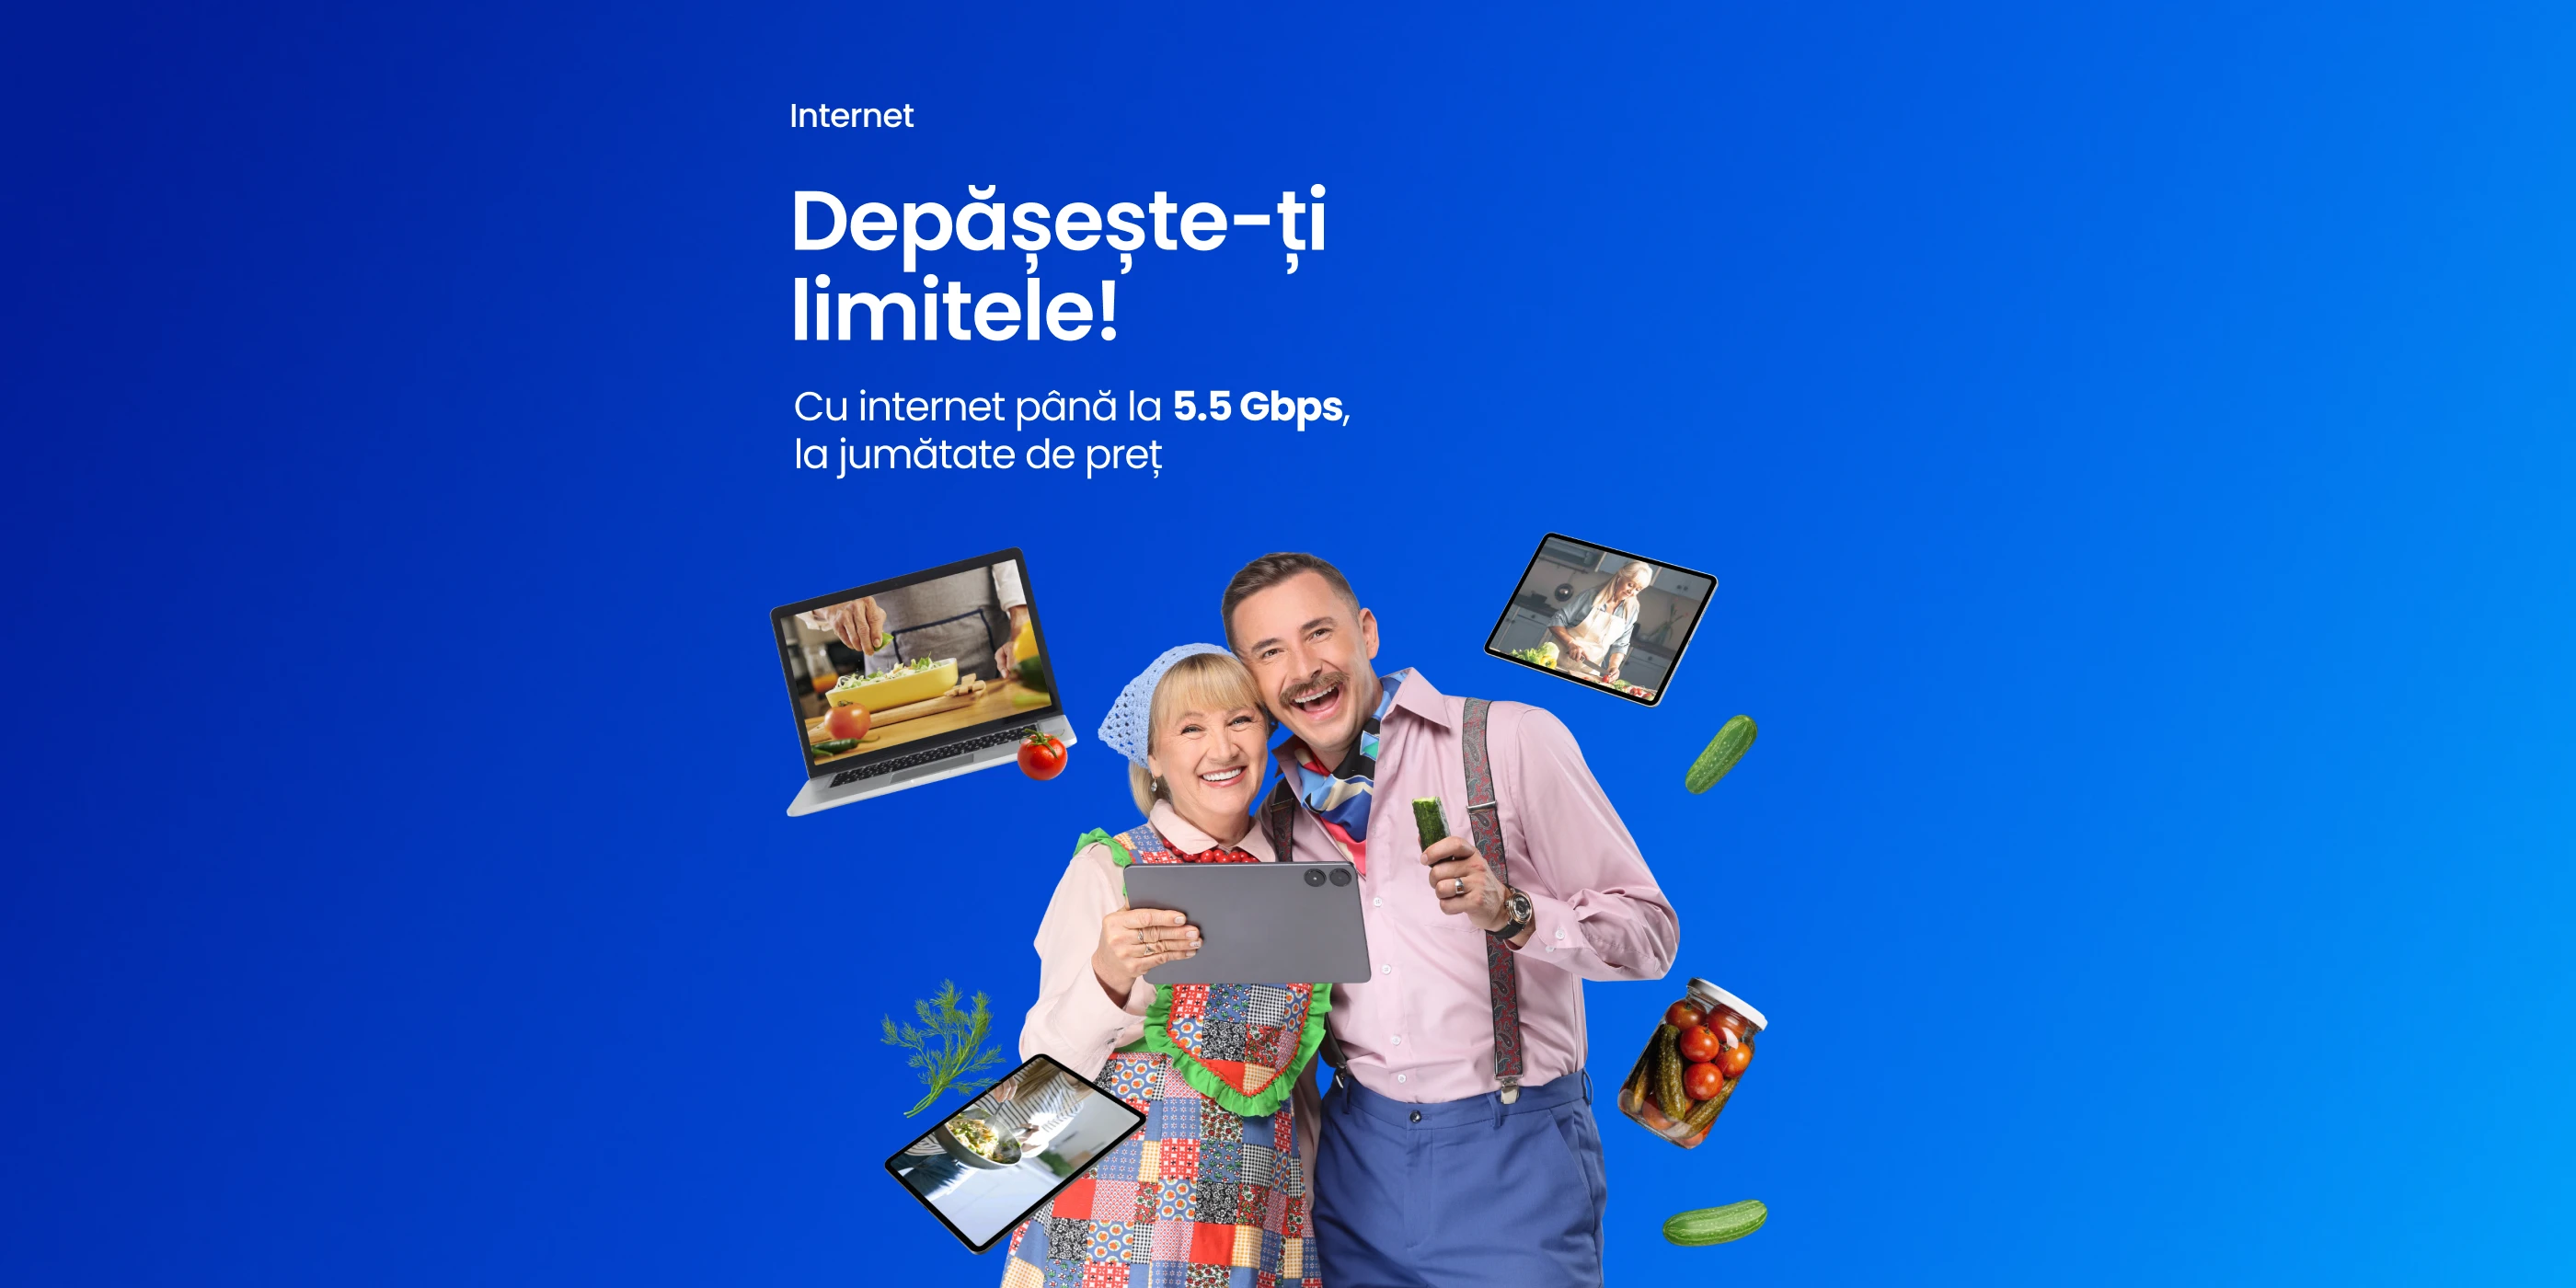 Internet
Depășește-ți
limitele!
Cu internet până la 5.5 Gbps,
la jumătate de preț